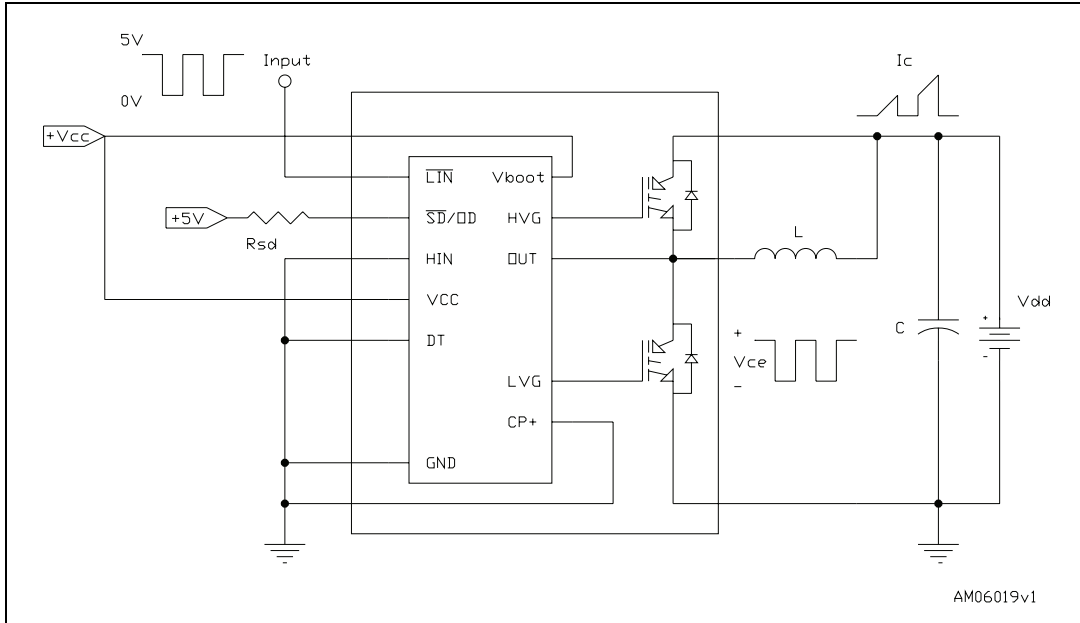 5V
Input
Ic
0V
+Vcc
LIN
Vboot
+5V
SD/OD
HVG
Rsd
L
HIN
OUT
VCC
Vdd
+
C
+
DT
Vce
-
-
LVG
CP+
GND
AM06019v1